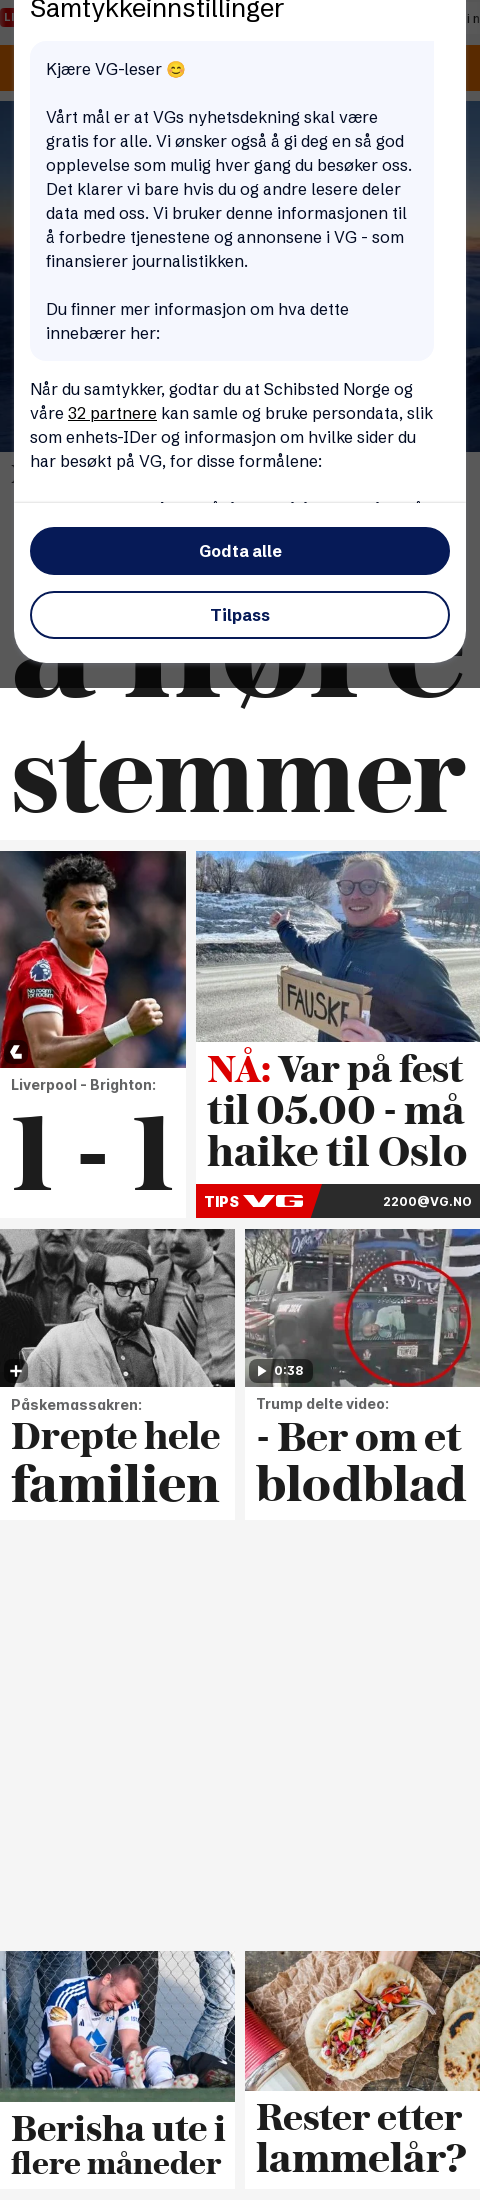 Samtykkeinnstillinger
Kjære VG-leser 😊
Vårt mål er at VGs nyhetsdekning skal være
gratis for alle. Vi ønsker også å gi deg en så god
opplevelse som mulig hver gang du besøker oss.
Det klarer vi bare hvis du og andre lesere deler
data med oss. Vi bruker denne informasjonen til
å forbedre tjenestene og annonsene i VG - som
finansierer journalistikken.
Du finner mer informasjon om hva dette
innebærer her:
Når du samtykker, godtar du at Schibsted Norge og
våre 32 partnere kan samle og bruke persondata, slik
som enhets-IDer og informasjon om hvilke sider du
har besøkt på VG, for disse formålene:
Godta alle
Tilpass
å høre
stemmer
No room
for racism
FAUSKE
Liverpool - Brighton:
1 - 1
NÅ: Var på fest
til 05.00 - må
haike til Oslo
TIPS VG 2200@VG.NO
0:38
Påskemassakren:
Drepte hele
familien
Trump delte video:
- Ber om et
blodblad
Berisha ute i
flere måneder
Rester etter
lammelår?